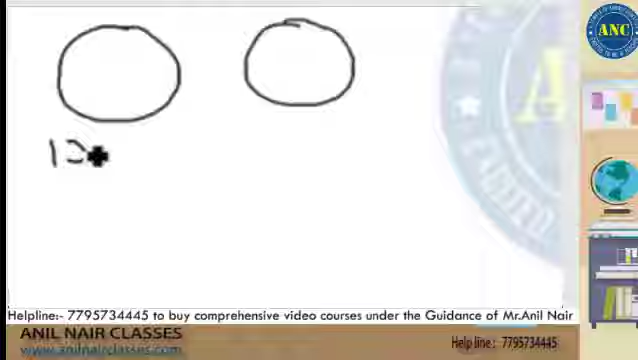 ANC
12
Helpline:- 7795734445 to buy comprehensive video courses under the Guidance of Mr.Anil Nair
ANIL NAIR CLASSES
www.anilnairclasses.com
Help line : 7795734445